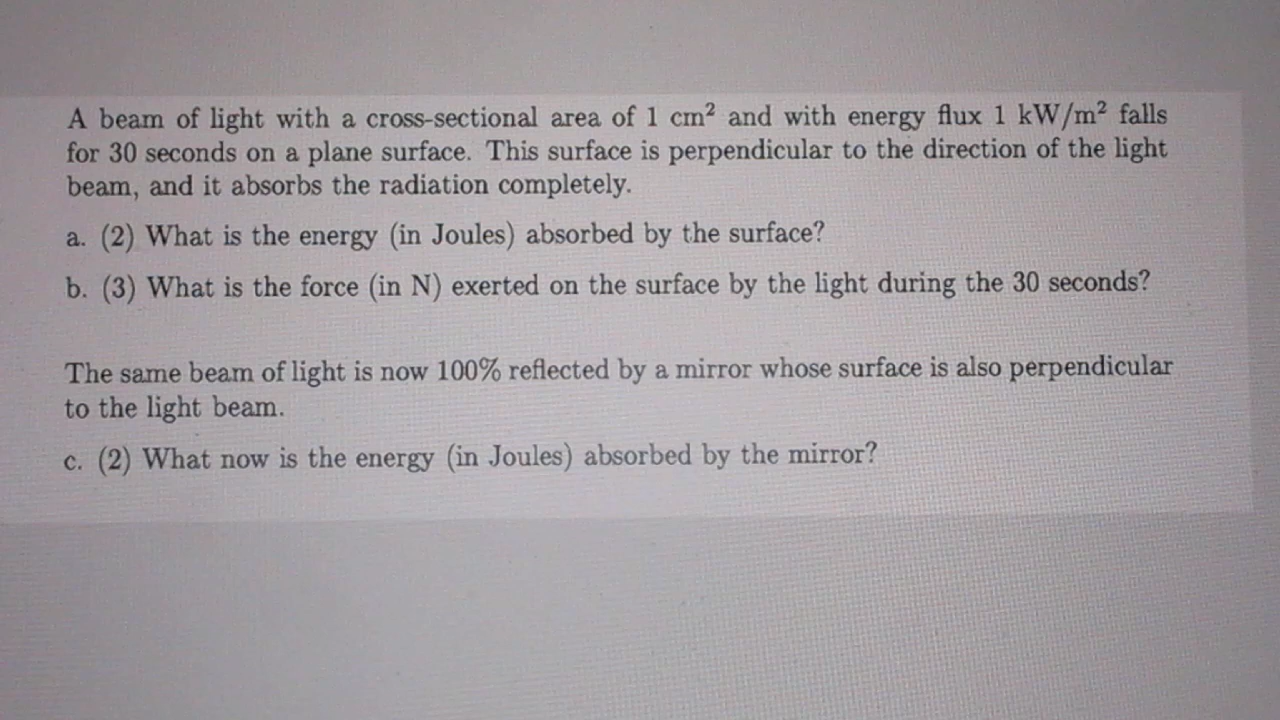 A beam of light with a cross-sectional area of 1 cm² and with energy flux 1 kW/m² falls
for 30 seconds on a plane surface. This surface is perpendicular to the direction of the light
beam, and it absorbs the radiation completely.
a. (2) What is the energy (in Joules) absorbed by the surface?
b. (3) What is the force (in N) exerted on the surface by the light during the 30 seconds?
The same beam of light is now 100% reflected by a mirror whose surface is also perpendicular
to the light beam.
c. (2) What now is the energy (in Joules) absorbed by the mirror?